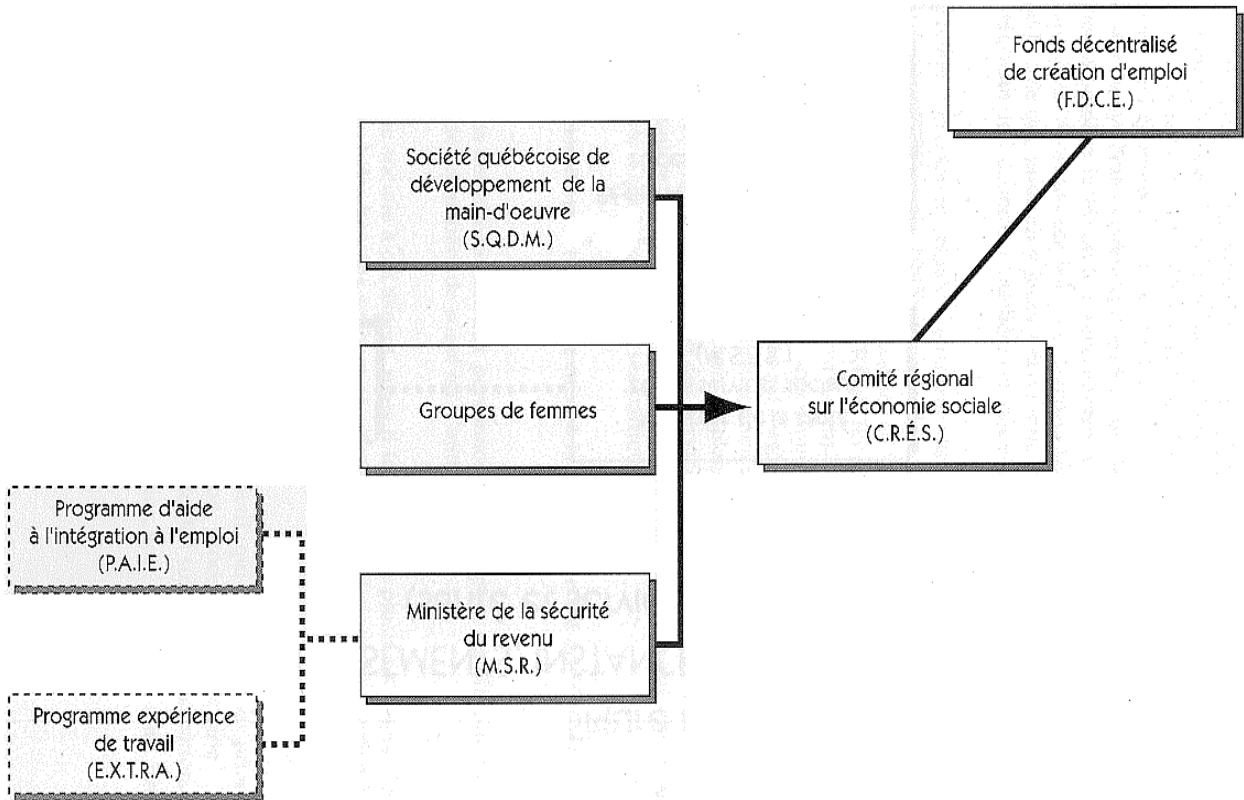 Fonds décentralisé
de création d'emploi
(F.D.C.E.)
Société québécoise de
développement de la
main-d'oeuvre
(S.Q.D.M.)
Groupes de femmes
Comité régional
sur l'économie sociale
(C.R.É.S.)
Programme d'aide
à l'intégration à l'emploi
(P.A.I.E.)
Ministère de la sécurité
du revenu
(M.S.R.)
Programme expérience
de travail
(E.X.T.R.A.)